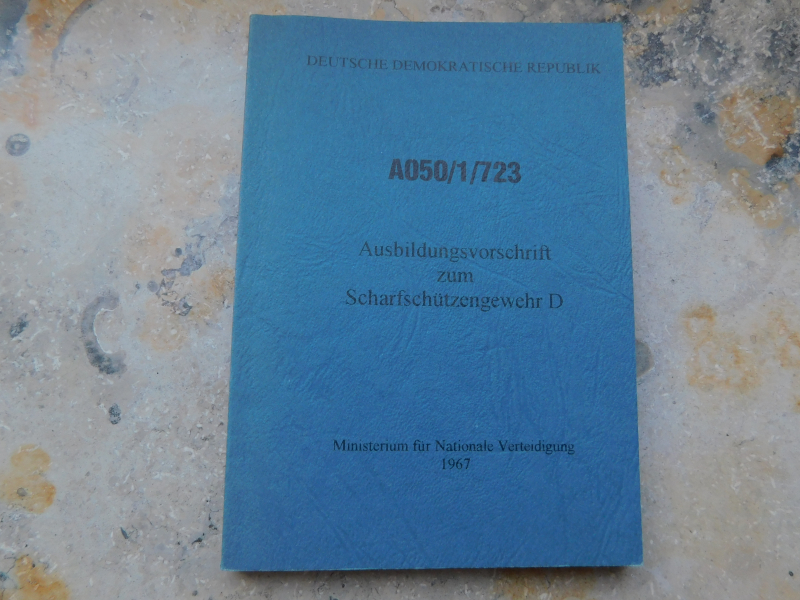 DEUTSCHE DEMOKRATISCHE REPUBLIK
A050/1/723
Ausbildungsvorschrift
zum
Scharfschützengewehr D
Ministerium für Nationale Verteidigung
1967